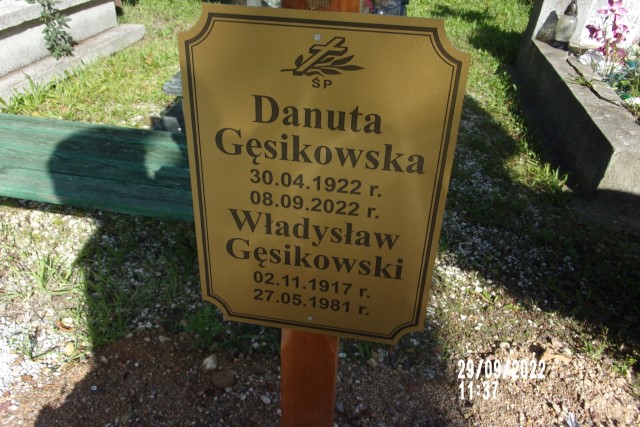 ŚP
Danuta
Gęsikowska
30.04.1922 r.
08.09.2022 r.
Władysław
Gęsikowski
02.11.1917 r.
27.05.1981 r.
29/09/2022
11:37